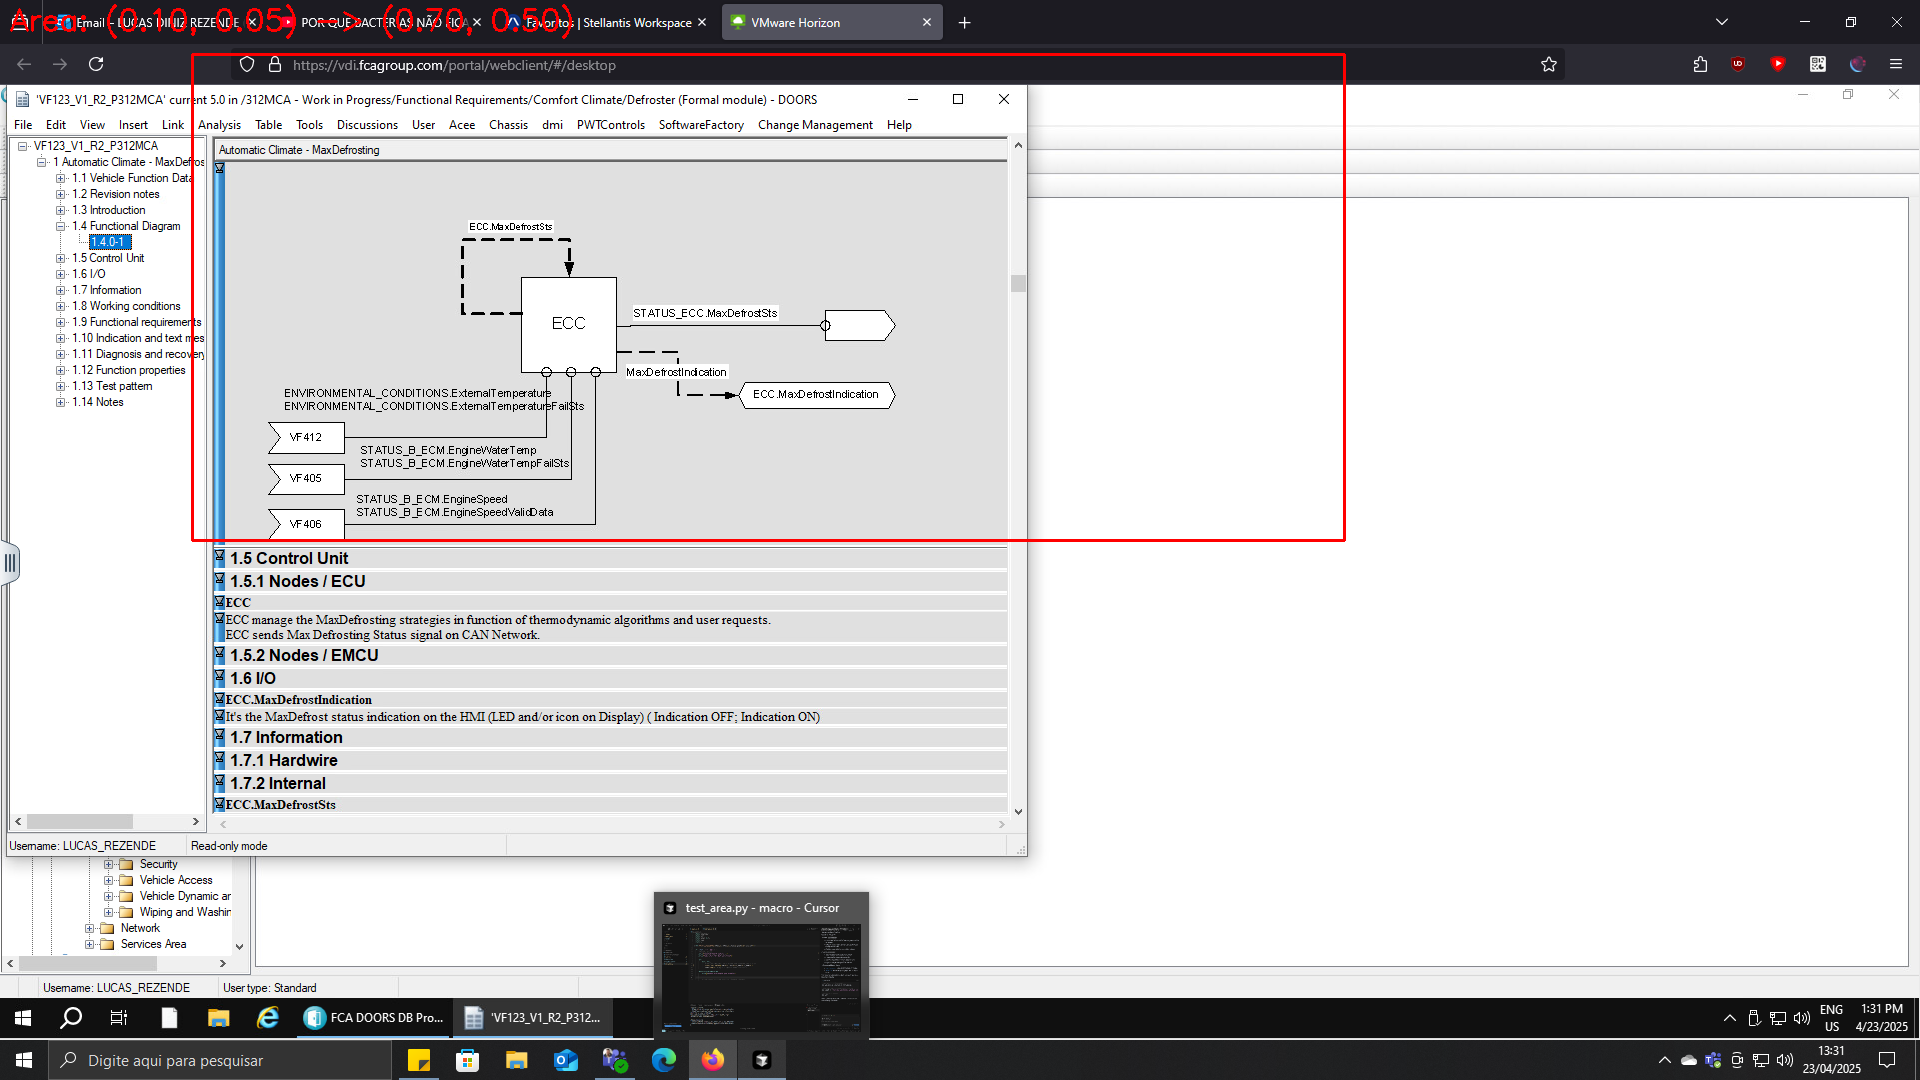 Area: (0.10, 0.05) -> (0.70, 0.50)
Email - LUCAS DINIZ REZENDE
POR QUE BACTÉRIAS NÃO FICA
Favoritos | Stellantis Workspace
VMware Horizon
https://vdi.fcagroup.com/portal/webclient/#/desktop
'VF123_V1_R2_P312MCA' current 5.0 in /312MCA - Work in Progress/Functional Requirements/Comfort Climate/Defroster (Formal module) - DOORS
File Edit View Insert Link Analysis Table Tools Discussions User Acee Chassis dmi PWTControls SoftwareFactory Change Management Help
VF123_V1_R2_P312MCA
1 Automatic Climate - MaxDefros
1.1 Vehicle Function Data
1.2 Revision notes
1.3 Introduction
1.4 Functional Diagram
1.4.0-1
1.5 Control Unit
1.6 I/O
1.7 Information
1.8 Working conditions
1.9 Functional requirements
1.10 Indication and text mes
1.11 Diagnosis and recovery
1.12 Function properties
1.13 Test pattern
1.14 Notes
Automatic Climate - MaxDefrosting
ECC.MaxDefrostSts
ECC
STATUS_ECC.MaxDefrostSts
MaxDefrostIndication
ECC.MaxDefrostIndication
ENVIRONMENTAL_CONDITIONS.ExternalTemperature
ENVIRONMENTAL_CONDITIONS.ExternalTemperatureFailSts
VF412
STATUS_B_ECM.EngineWaterTemp
STATUS_B_ECM.EngineWaterTempFailSts
VF405
STATUS_B_ECM.EngineSpeed
STATUS_B_ECM.EngineSpeedValidData
VF406
1.5 Control Unit
1.5.1 Nodes / ECU
ECC
ECC manage the MaxDefrosting strategies in function of thermodynamic algorithms and user requests.
ECC sends Max Defrosting Status signal on CAN Network.
1.5.2 Nodes / EMCU
1.6 I/O
ECC.MaxDefrostIndication
It's the MaxDefrost status indication on the HMI (LED and/or icon on Display) ( Indication OFF; Indication ON)
1.7 Information
1.7.1 Hardwire
1.7.2 Internal
ECC.MaxDefrostSts
Username: LUCAS_REZENDE
Read-only mode
Security
Vehicle Access
Vehicle Dynamic ar
Wiping and Washin
Network
Services Area
Username: LUCAS_REZENDE
User type: Standard
test_area.py - macro - Cursor
FCA DOORS DB Pro...
'VF123_V1_R2_P312...
ENG
US
1:31 PM
4/23/2025
Digite aqui para pesquisar
13:31
23/04/2025